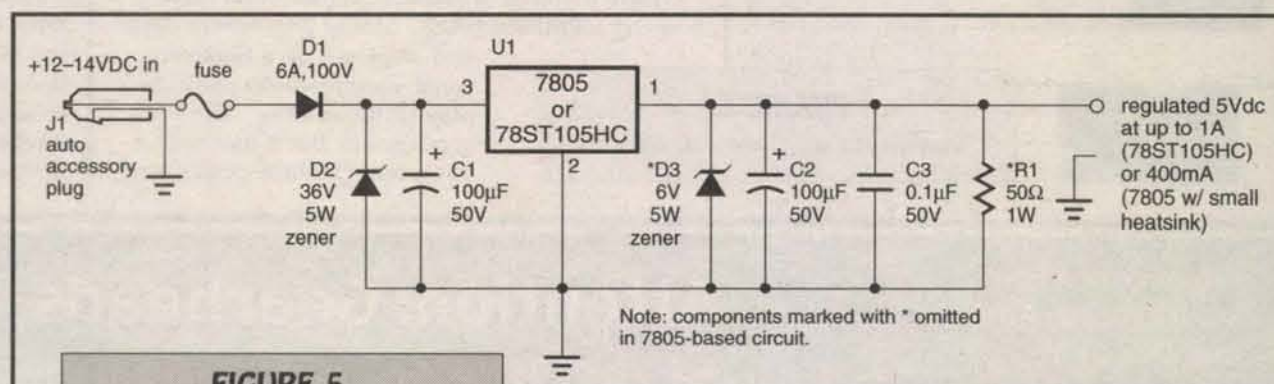 +12–14VDC in
fuse
D1
6A,100V
U1
3
7805
or
78ST105HC
1
2
J1
auto
accessory
plug
D2
36V
5W
zener
+
C1
100µF
50V
*D3
6V
5W
zener
+
C2
100µF
50V
C3
0.1µF
50V
*R1
50Ω
1W
regulated 5Vdc
at up to 1A
(78ST105HC)
or 400mA
(7805 w/ small
heatsink)
Note: components marked with * omitted
in 7805-based circuit.
FIGURE 5